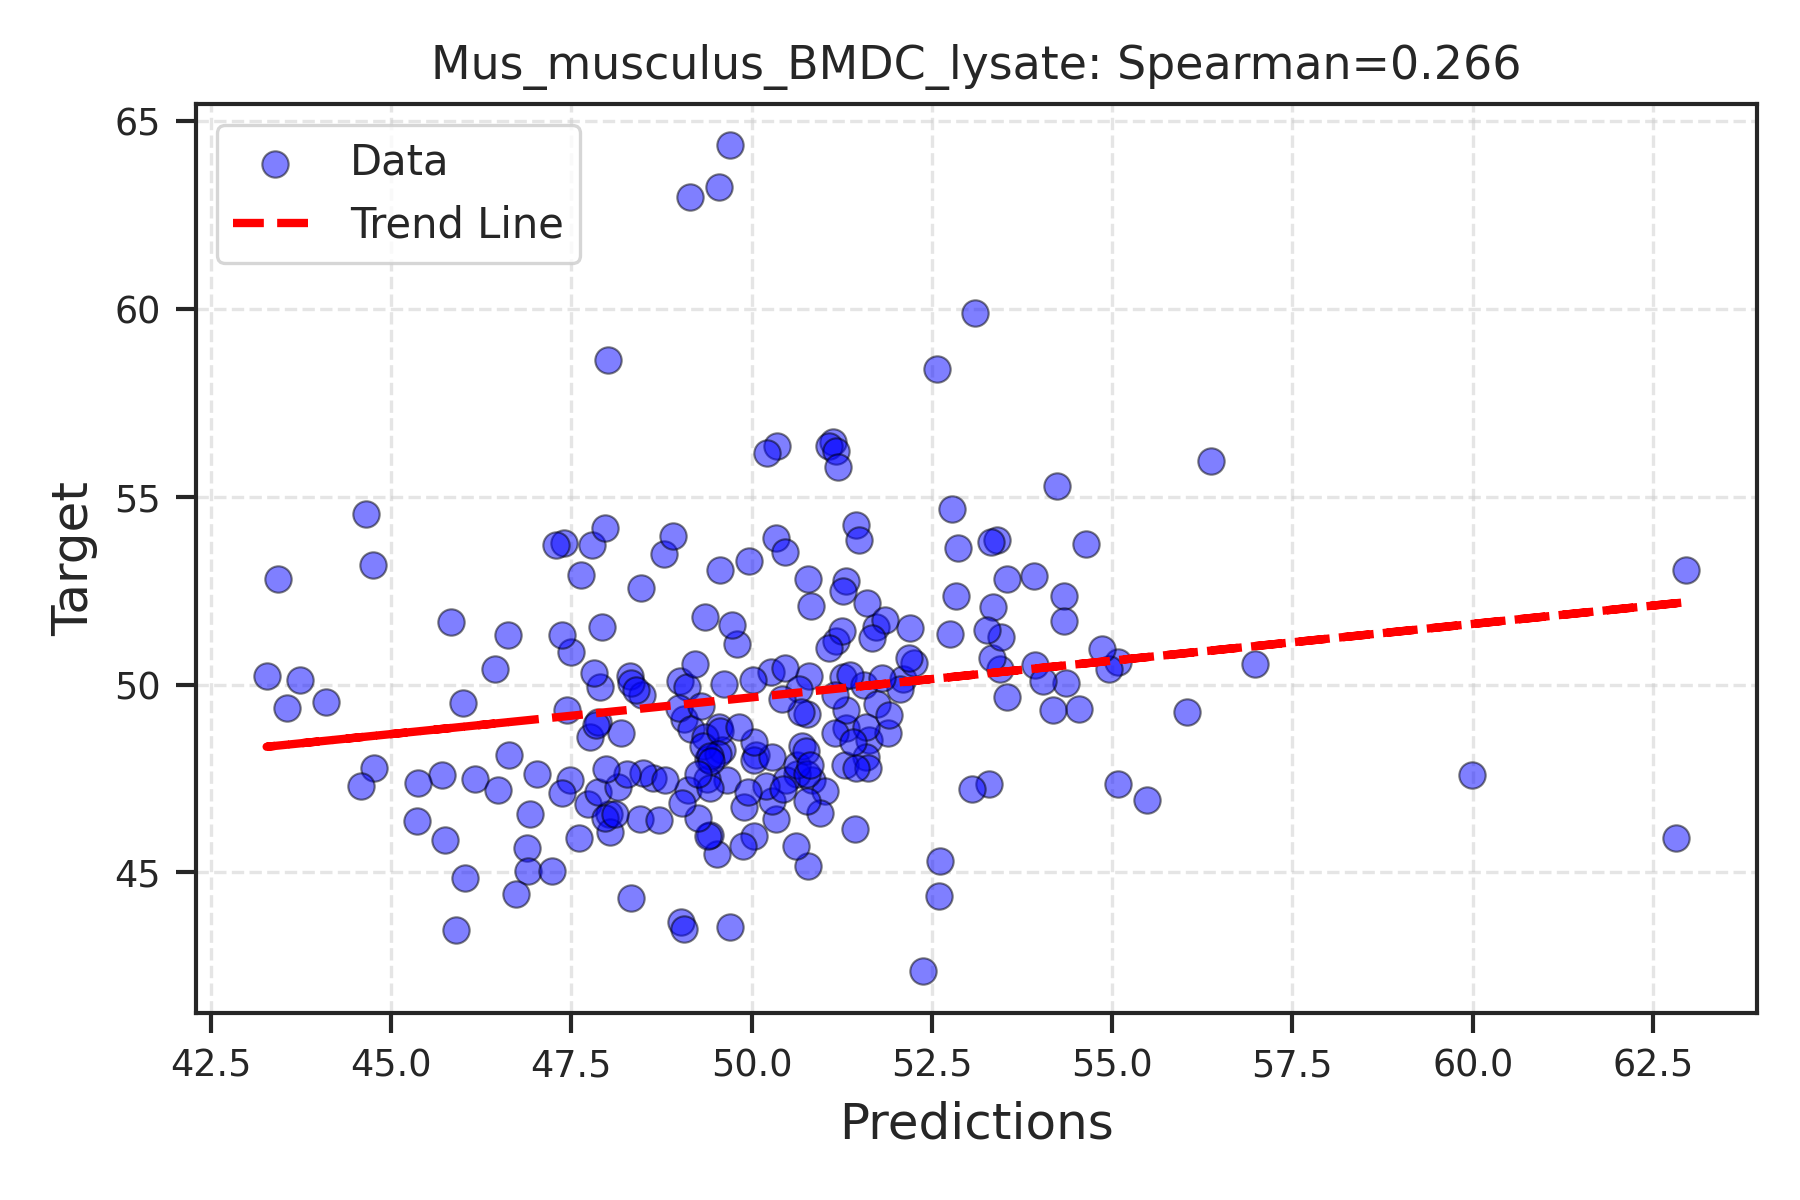 Mus_musculus_BMDC_lysate: Spearman=0.266
Data
Trend Line
Target
65
60
55
50
45
42.5 45.0 47.5 50.0 52.5 55.0 57.5 60.0 62.5
Predictions